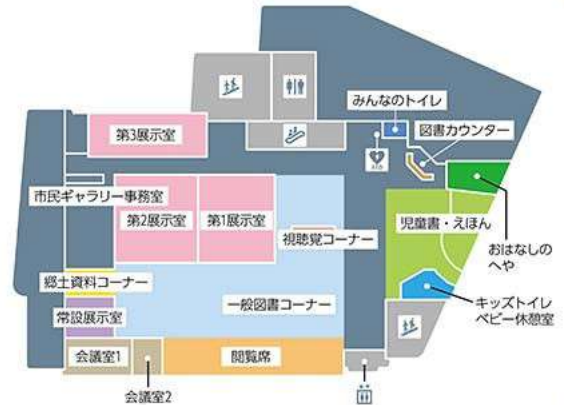 みんなのトイレ
図書カウンター
第3展示室
AED
市民ギャラリー事務室
第2展示室
第1展示室
視聴覚コーナー
児童書・えほん
おはなしの
へや
郷土資料コーナー
一般図書コーナー
キッズトイレ
ベビー休憩室
常設展示室
会議室1
閲覧席
会議室2